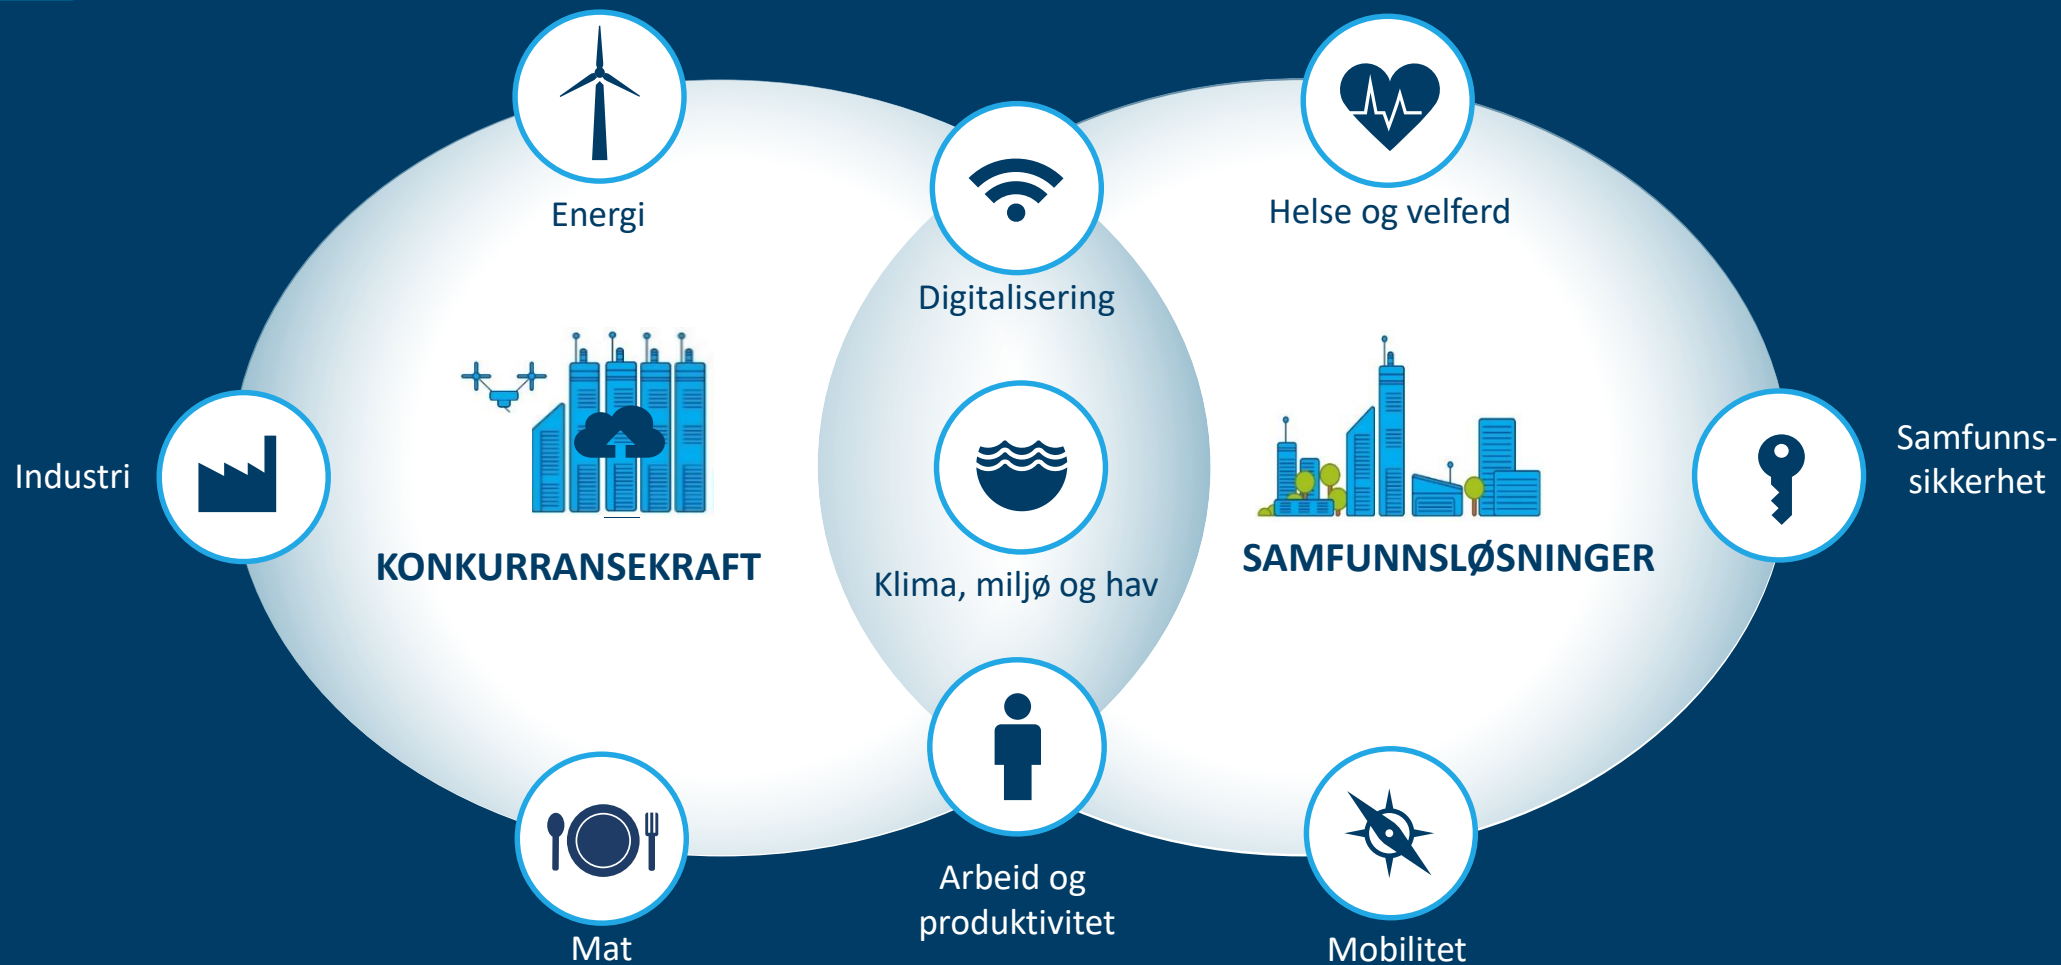 Energi
Helse og velferd
Digitalisering
Industri
Samfunns-
sikkerhet
KONKURRANSEKRAFT
SAMFUNNSLØSNINGER
Klima, miljø og hav
Arbeid og
produktivitet
Mat
Mobilitet